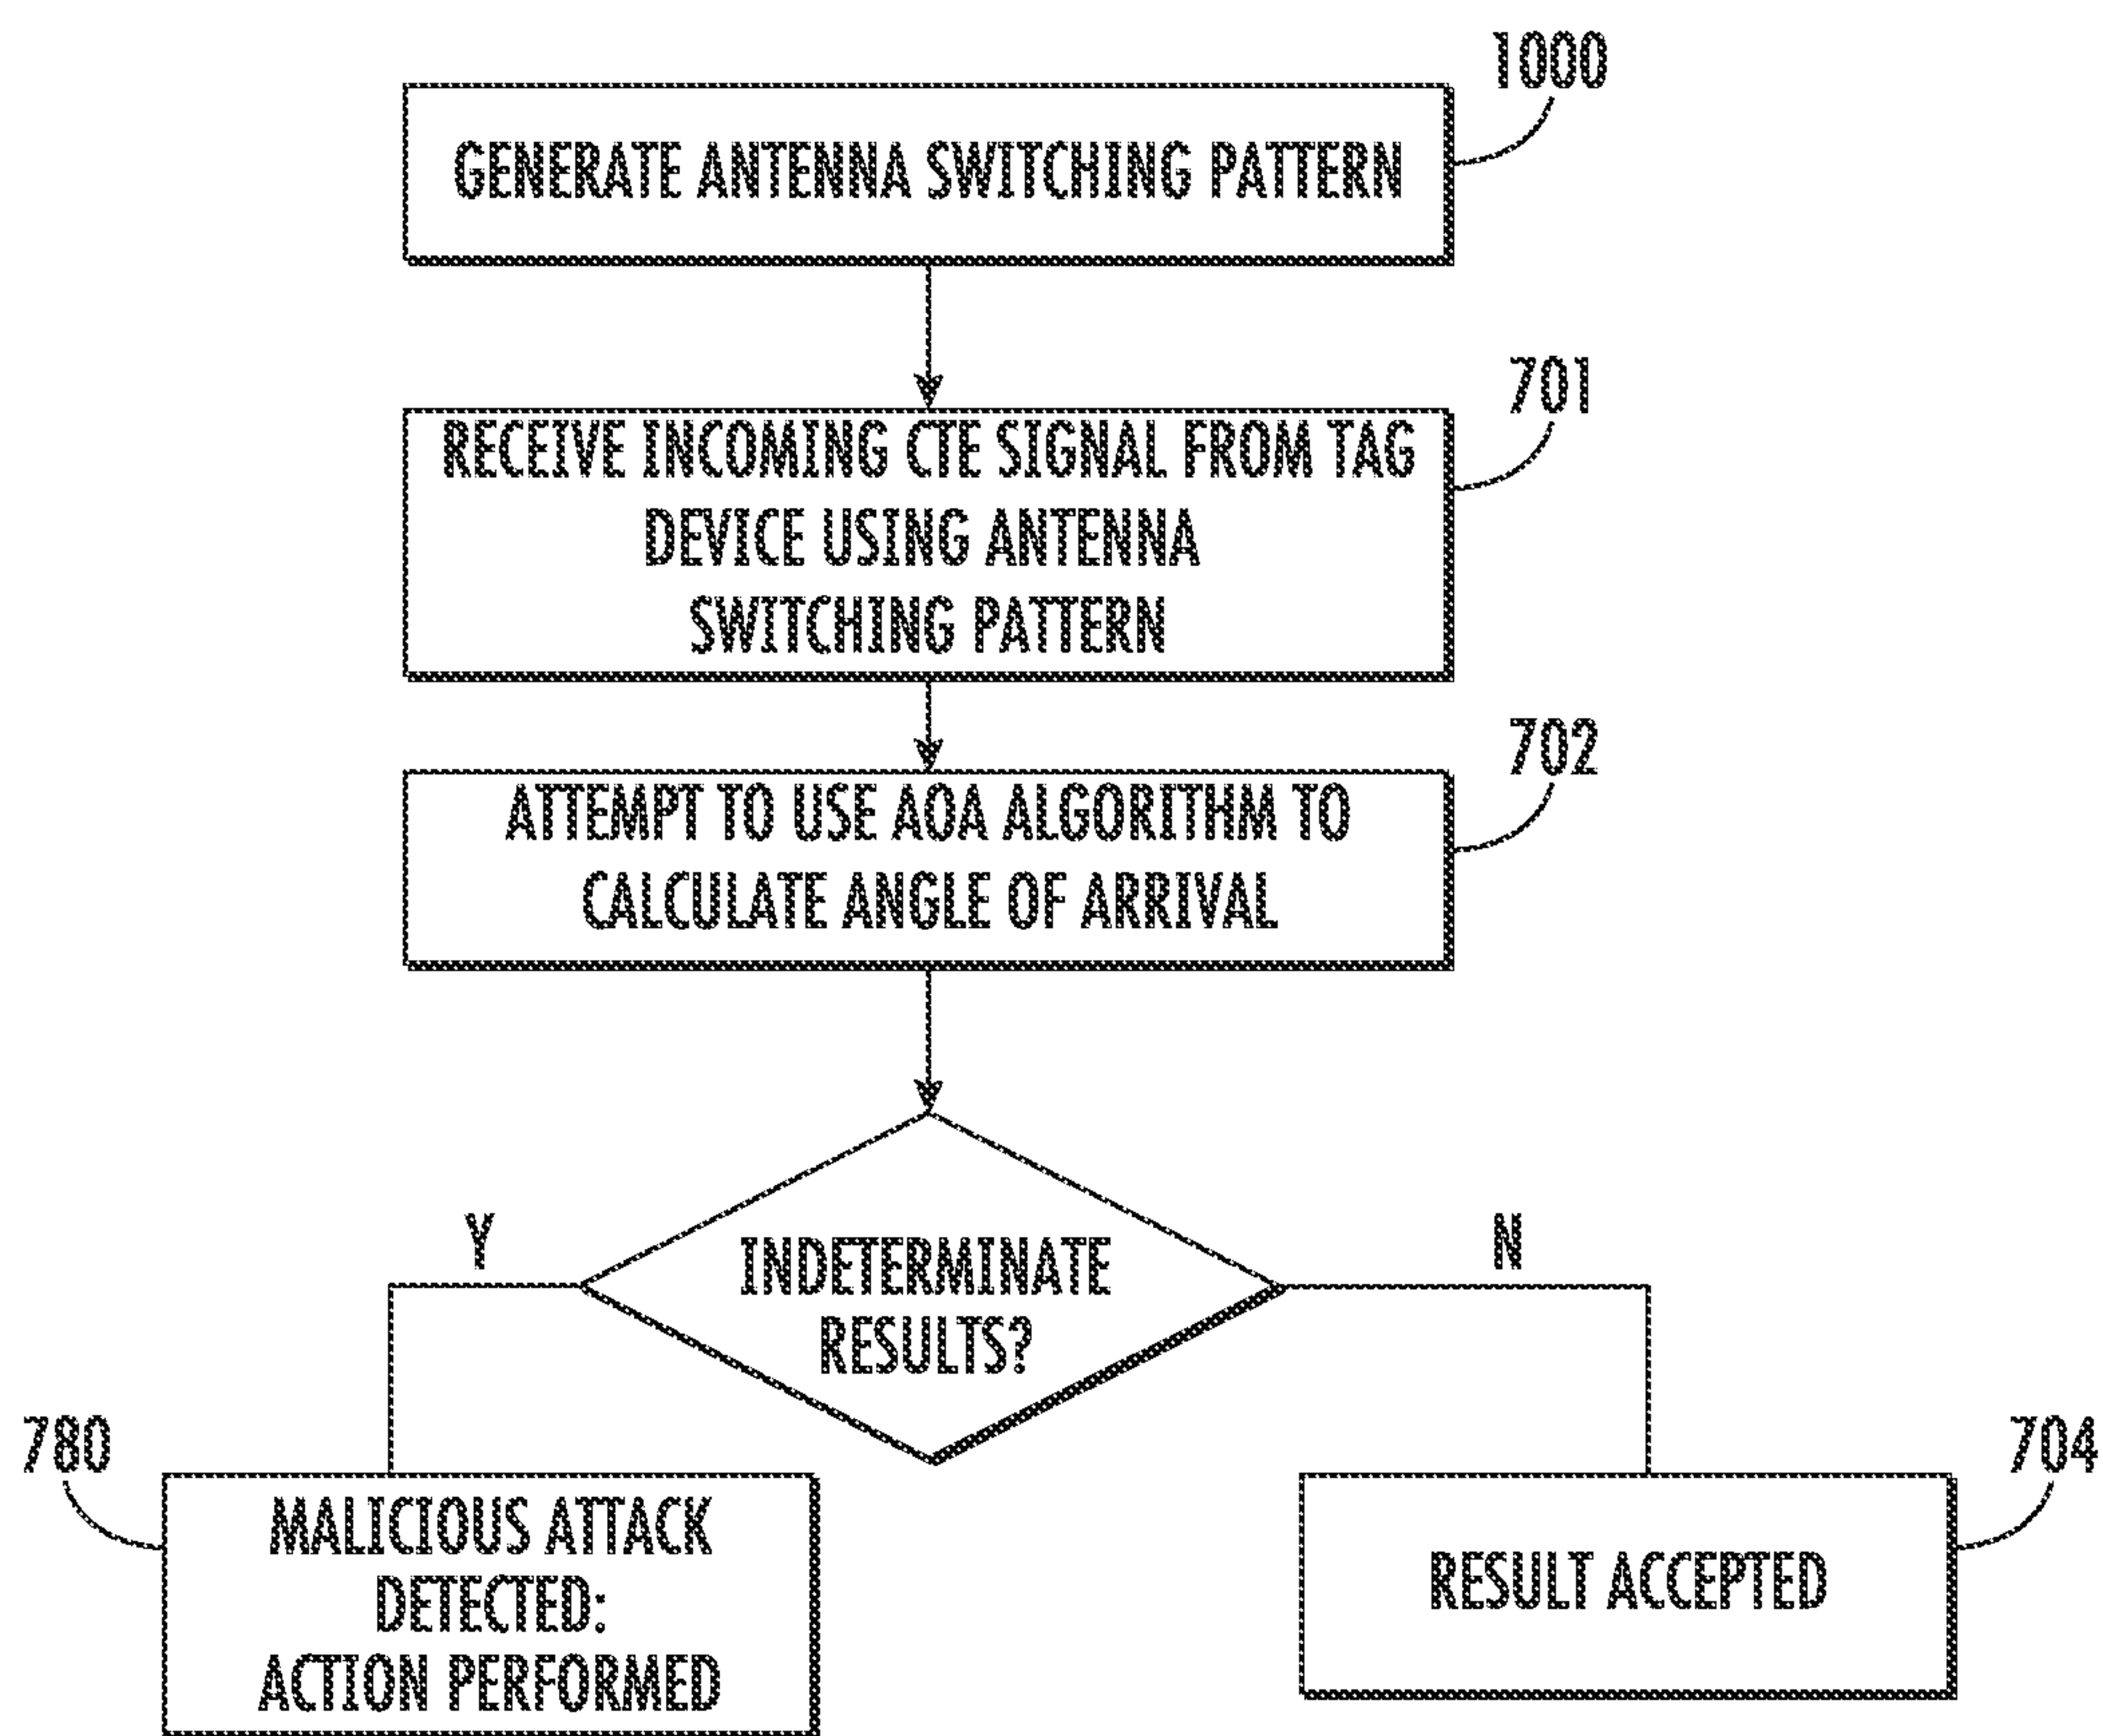 1000
GENERATE ANTENNA SWITCHING PATTERN
701
RECEIVE INCOMING CTE SIGNAL FROM TAG
DEVICE USING ANTENNA
SWITCHING PATTERN
702
ATTEMPT TO USE AOA ALGORITHM TO
CALCULATE ANGLE OF ARRIVAL
Y
N
INDETERMINATE
RESULTS?
780
MALICIOUS ATTACK
DETECTED:
ACTION PERFORMED
704
RESULT ACCEPTED